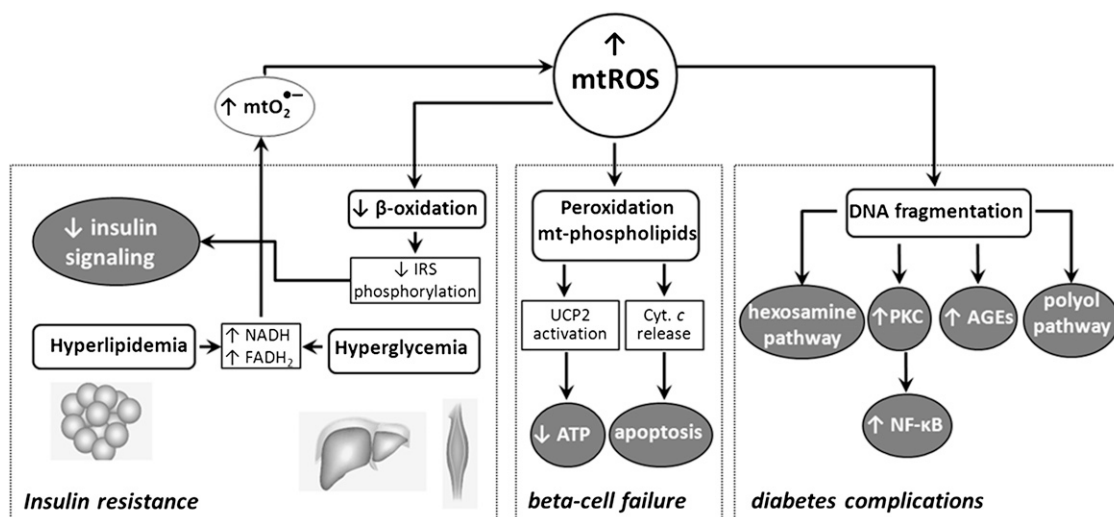 ↑
mtROS
↑ mtO₂•−
↓ β-oxidation
↓ insulin
signaling
↓ IRS
phosphorylation
Hyperlipidemia
↑ NADH
↑ FADH₂
Hyperglycemia
Insulin resistance
Peroxidation
mt-phospholipids
UCP2
activation
Cyt. c
release
↓ ATP
apoptosis
beta-cell failure
DNA fragmentation
hexosamine
pathway
↑PKC
↑ AGEs
polyol
pathway
↑ NF-κB
diabetes complications